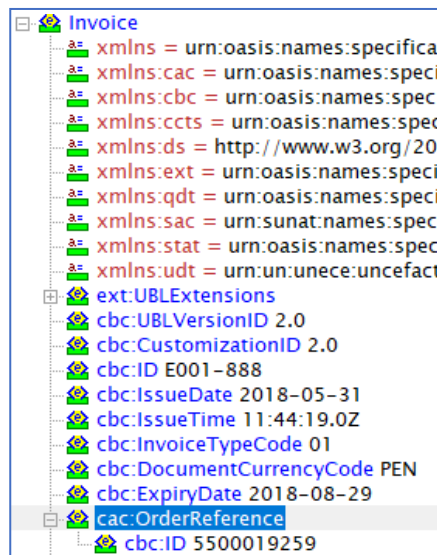 Invoice
xmlns = urn:oasis:names:specifica
xmlns:cac = urn:oasis:names:speci
xmlns:cbc = urn:oasis:names:spec
xmlns:ccts = urn:oasis:names:spec
xmlns:ds = http://www.w3.org/20
xmlns:ext = urn:oasis:names:speci
xmlns:qdt = urn:oasis:names:speci
xmlns:sac = urn:sunat:names:spec
xmlns:stat = urn:oasis:names:spec
xmlns:udt = urn:un:unece:uncefact
ext:UBLExtensions
cbc:UBLVersionID 2.0
cbc:CustomizationID 2.0
cbc:ID E001-888
cbc:IssueDate 2018-05-31
cbc:IssueTime 11:44:19.0Z
cbc:InvoiceTypeCode 01
cbc:DocumentCurrencyCode PEN
cbc:ExpiryDate 2018-08-29
cac:OrderReference
cbc:ID 5500019259